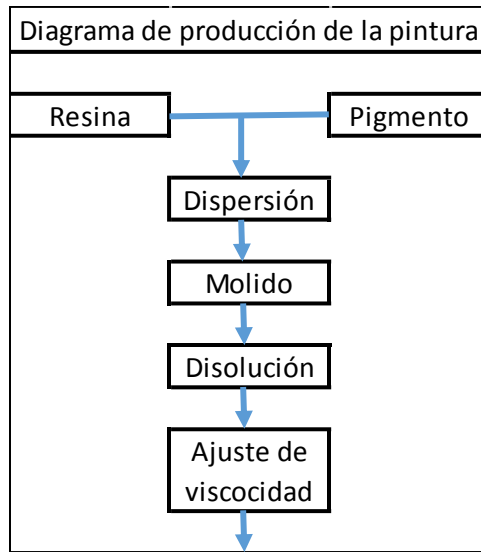 Diagrama de producción de la pintura
Resina
Pigmento
Dispersión
Molido
Disolución
Ajuste de
viscocidad